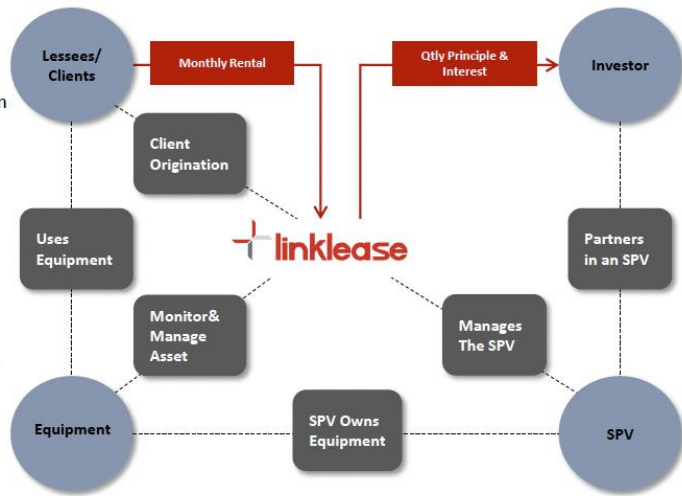 Lessees/
Clients
Monthly Rental
Qtly Principle &
Interest
Investor
n
Client
Origination
Uses
Equipment
linklease
Partners
in an SPV
Monitor&
Manage
Asset
Manages
The SPV
Equipment
SPV Owns
Equipment
SPV